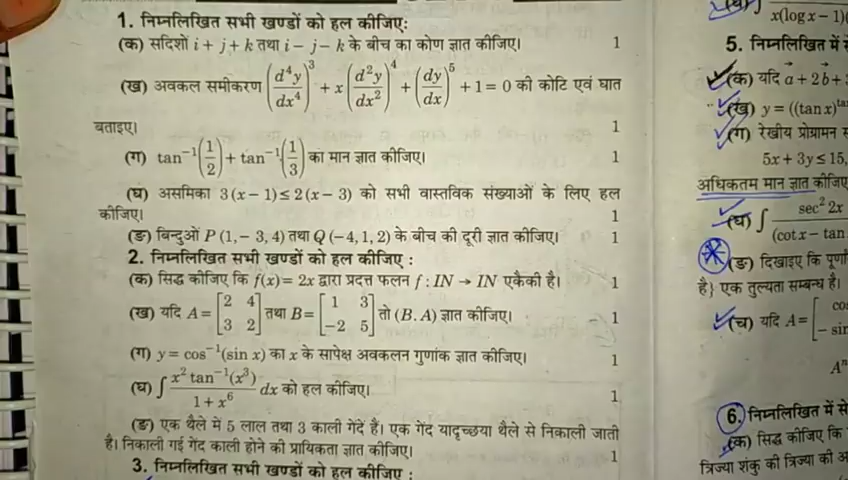 1. निम्नलिखित सभी खण्डों को हल कीजिए:
(क) सदिशों i + j + k तथा i − j − k के बीच का कोण ज्ञात कीजिए। 1
(ख) अवकल समीकरण (d⁴y/dx⁴)³ + x (d²y/dx²)⁴ + (dy/dx)⁵ + 1 = 0 की कोटि एवं घात
बताइए। 1
(ग) tan⁻¹(1/2) + tan⁻¹(1/3) का मान ज्ञात कीजिए। 1
(घ) असमिका 3(x − 1) ≤ 2(x − 3) को सभी वास्तविक संख्याओं के लिए हल
कीजिए। 1
(ङ) बिन्दुओं P (1, − 3, 4) तथा Q (−4, 1, 2) के बीच की दूरी ज्ञात कीजिए। 1
2. निम्नलिखित सभी खण्डों को हल कीजिए :
(क) सिद्ध कीजिए कि f(x) = 2x द्वारा प्रदत्त फलन f : IN → IN एकैकी है। 1
(ख) यदि A = [2 4; 3 2] तथा B = [1 3; −2 5] तो (B. A) ज्ञात कीजिए। 1
(ग) y = cos⁻¹(sin x) का x के सापेक्ष अवकलन गुणांक ज्ञात कीजिए। 1
(घ) ∫ x² tan⁻¹(x³)/1 + x⁶ dx को हल कीजिए। 1
(ङ) एक थैले में 5 लाल तथा 3 काली गेंदे हैं। एक गेंद यादृच्छया थैले से निकाली जाती
है। निकाली गई गेंद काली होने की प्रायिकता ज्ञात कीजिए। 1
3. निम्नलिखित सभी खण्डों को हल कीजिए :
x(log x − 1)
5. निम्नलिखित में
(क) यदि a⃗ + 2b⃗ +
(ख) y = ((tan x)
(ग) रेखीय प्रोग्रामन
5x + 3y ≤ 15,
अधिकतम मान ज्ञात कीजिए
(घ) ∫ sec² 2x/(cot x − tan
(ङ) दिखाइए कि
है} एक तुल्यता सम्बन्ध है।
(च) यदि A = [cos
− sin
Aⁿ
6. निम्नलिखित में से
(क) सिद्ध कीजिए कि
त्रिज्या शंकु की त्रिज्या की